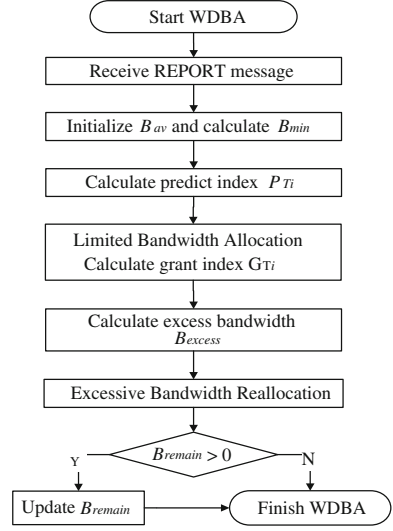 Start WDBA
Receive REPORT message
Initialize Bav and calculate Bmin
Calculate predict index PTi
Limited Bandwidth Allocation
Calculate grant index GTi
Calculate excess bandwidth
Bexcess
Excessive Bandwidth Reallocation
Bremain > 0
Y
N
Update Bremain
Finish WDBA